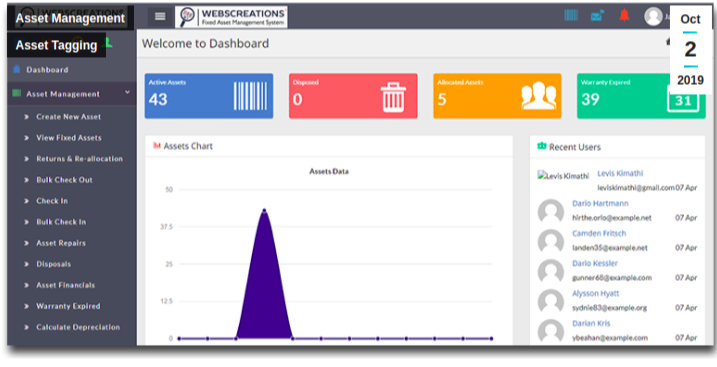 Asset Management
WEBSCREATIONS
Fixed Asset Management System
Asset Tagging
Welcome to Dashboard
Oct
2
2019
Dashboard
Asset Management
Create New Asset
View Fixed Assets
Returns & Re-allocation
Bulk Check Out
Check In
Bulk Check In
Asset Repairs
Disposals
Asset Financials
Warranty Expired
Calculate Depreciation
Active Assets
43
Disposed
0
Allocated Assets
5
Warranty Expired
39
31
Assets Chart
Assets Data
50
37.5
25
12.5
0
Recent Users
Levis Kimathi
Levis Kimathi
leviskimathi@gmail.com 07 Apr
Dario Hartmann
hirthe.orlo@example.net 07 Apr
Camden Fritsch
landen35@example.net 07 Apr
Dario Kessler
gunner68@example.com 07 Apr
Alysson Hyatt
sydnie83@example.org 07 Apr
Darian Kris
ybeahan@example.com 07 Apr